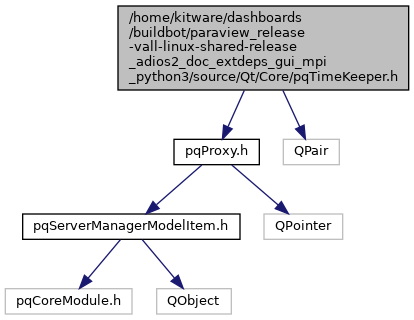 /home/kitware/dashboards
/buildbot/paraview_release
-vall-linux-shared-release
_adios2_doc_extdeps_gui_mpi
_python3/source/Qt/Core/pqTimeKeeper.h
pqProxy.h
QPair
pqServerManagerModelItem.h
QPointer
pqCoreModule.h
QObject